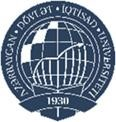 AZƏRBAYCAN • DÖVLƏT • İQTİSAD • UNİVERSİTETİ
1930